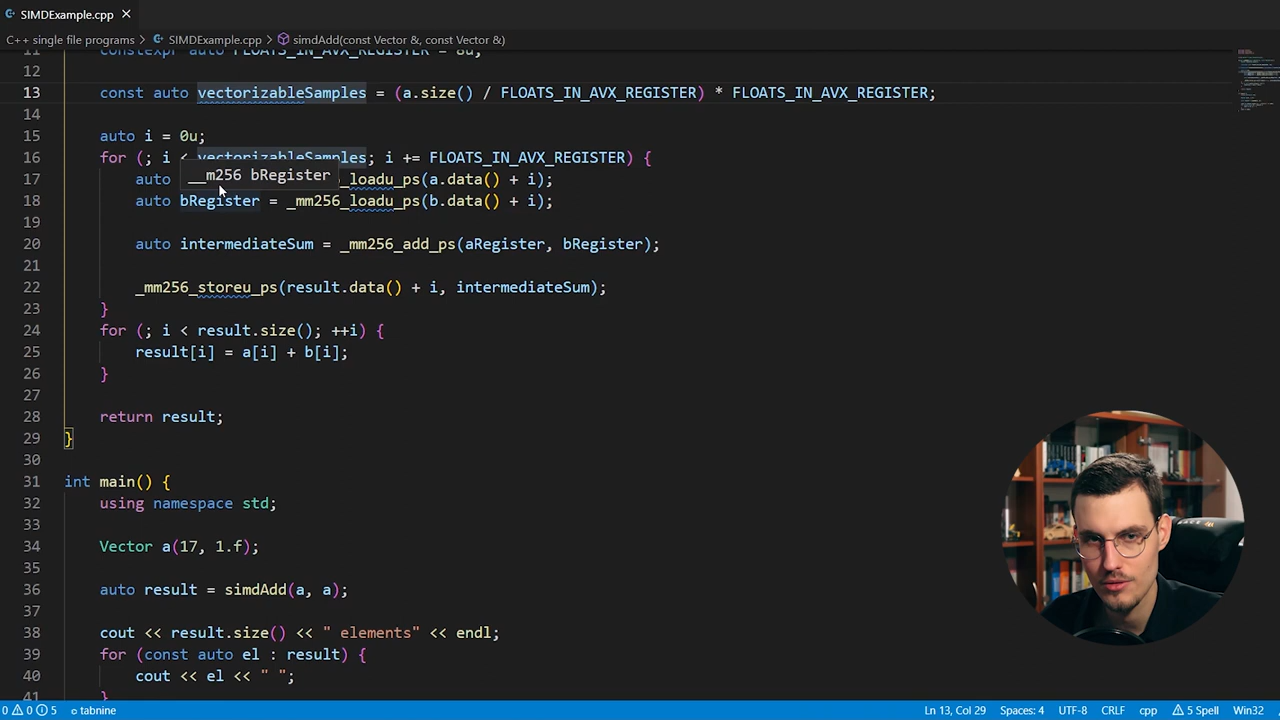 SIMDExample.cpp
C++ single file programs > SIMDExample.cpp > simdAdd(const Vector &, const Vector &)
11 constexpr auto FLOATS_IN_AVX_REGISTER = 8u;
12
13 const auto vectorizableSamples = (a.size() / FLOATS_IN_AVX_REGISTER) * FLOATS_IN_AVX_REGISTER;
14
15 auto i = 0u;
16 for (; i < vectorizableSamples; i += FLOATS_IN_AVX_REGISTER) {
__m256 bRegister
17 auto _loadu_ps(a.data() + i);
18 auto bRegister = _mm256_loadu_ps(b.data() + i);
19
20 auto intermediateSum = _mm256_add_ps(aRegister, bRegister);
21
22 _mm256_storeu_ps(result.data() + i, intermediateSum);
23 }
24 for (; i < result.size(); ++i) {
25 result[i] = a[i] + b[i];
26 }
27
28 return result;
29 }
30
31 int main() {
32 using namespace std;
33
34 Vector a(17, 1.f);
35
36 auto result = simdAdd(a, a);
37
38 cout << result.size() << " elements" << endl;
39 for (const auto el : result) {
40 cout << el << " ";
41 }
0 0 5 tabnine Ln 13, Col 29 Spaces: 4 UTF-8 CRLF cpp 5 Spell Win32